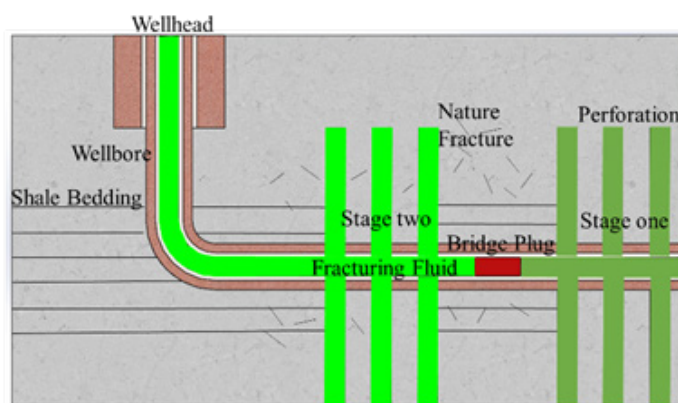 Wellhead
Nature
Fracture
Perforation
Wellbore
Shale Bedding
Stage two
Stage one
Bridge Plug
Fracturing Fluid